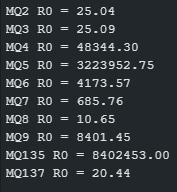 MQ2 R0 = 25.04
MQ3 R0 = 25.09
MQ4 R0 = 48344.30
MQ5 R0 = 3223952.75
MQ6 R0 = 4173.57
MQ7 R0 = 685.76
MQ8 R0 = 10.65
MQ9 R0 = 8401.45
MQ135 R0 = 8402453.00
MQ137 R0 = 20.44